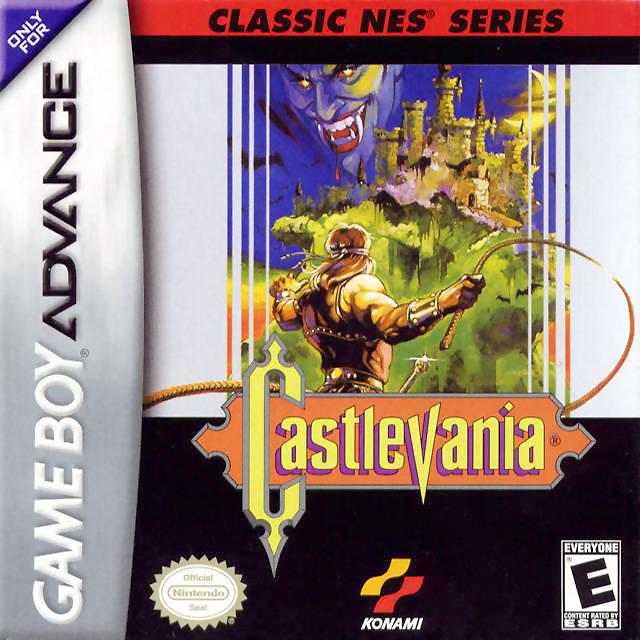 ONLY
FOR
GAME BOY ADVANCE®
CLASSIC NES® SERIES
Castlevania®
Official
Nintendo
Seal
®
KONAMI
EVERYONE
E
®
CONTENT RATED BY
ESRB